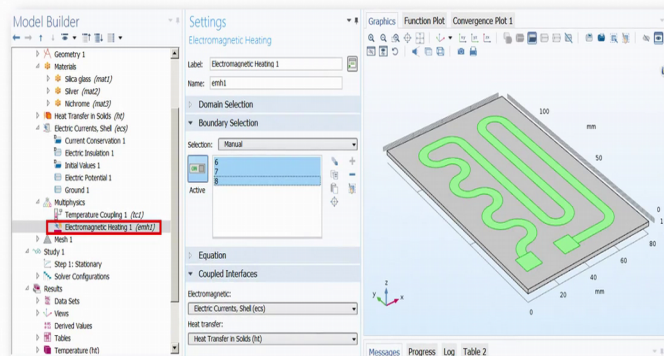 Model Builder
Geometry 1
Materials
Silica glass (mat1)
Silver (mat2)
Nichrome (mat3)
Heat Transfer in Solids (ht)
Electric Currents, Shell (ecs)
Current Conservation 1
Electric Insulation 1
Initial Values 1
Electric Potential 1
Ground 1
Multiphysics
Temperature Coupling 1 (tc1)
Electromagnetic Heating 1 (emh1)
Mesh 1
Study 1
Step 1: Stationary
Solver Configurations
Results
Data Sets
Views
Derived Values
Tables
Temperature (ht)
Settings
Electromagnetic Heating
Label: Electromagnetic Heating 1
Name: emh1
Domain Selection
Boundary Selection
Selection: Manual
Active
6
7
8
Equation
Coupled Interfaces
Electromagnetic:
Electric Currents, Shell (ecs)
Heat transfer:
Heat Transfer in Solids (ht)
Graphics Function Plot Convergence Plot 1
100
mm
50
0
80
60
40
mm
20
0
z
y
x
Messages Progress Log Table 2